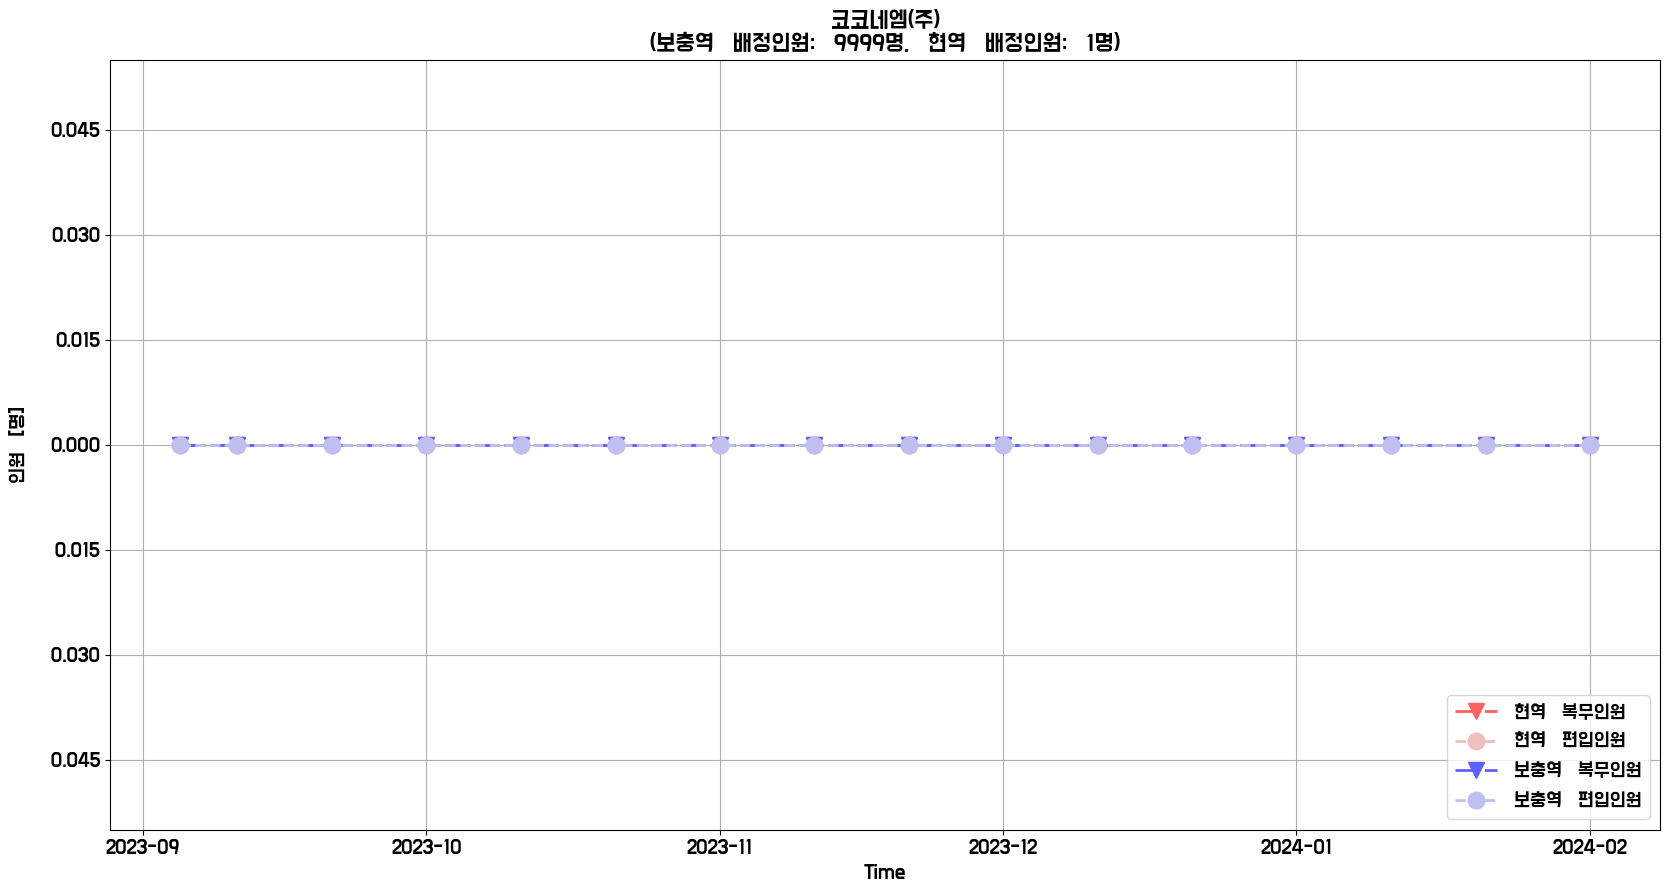 코코네엠(주)
(보충역 배정인원: 9999명, 현역 배정인원: 1명)
0.045
0.030
0.015
0.000
0.015
0.030
0.045
인원 [명]
현역 복무인원
현역 편입인원
보충역 복무인원
보충역 편입인원
2023-09 2023-10 2023-11 2023-12 2024-01 2024-02
Time